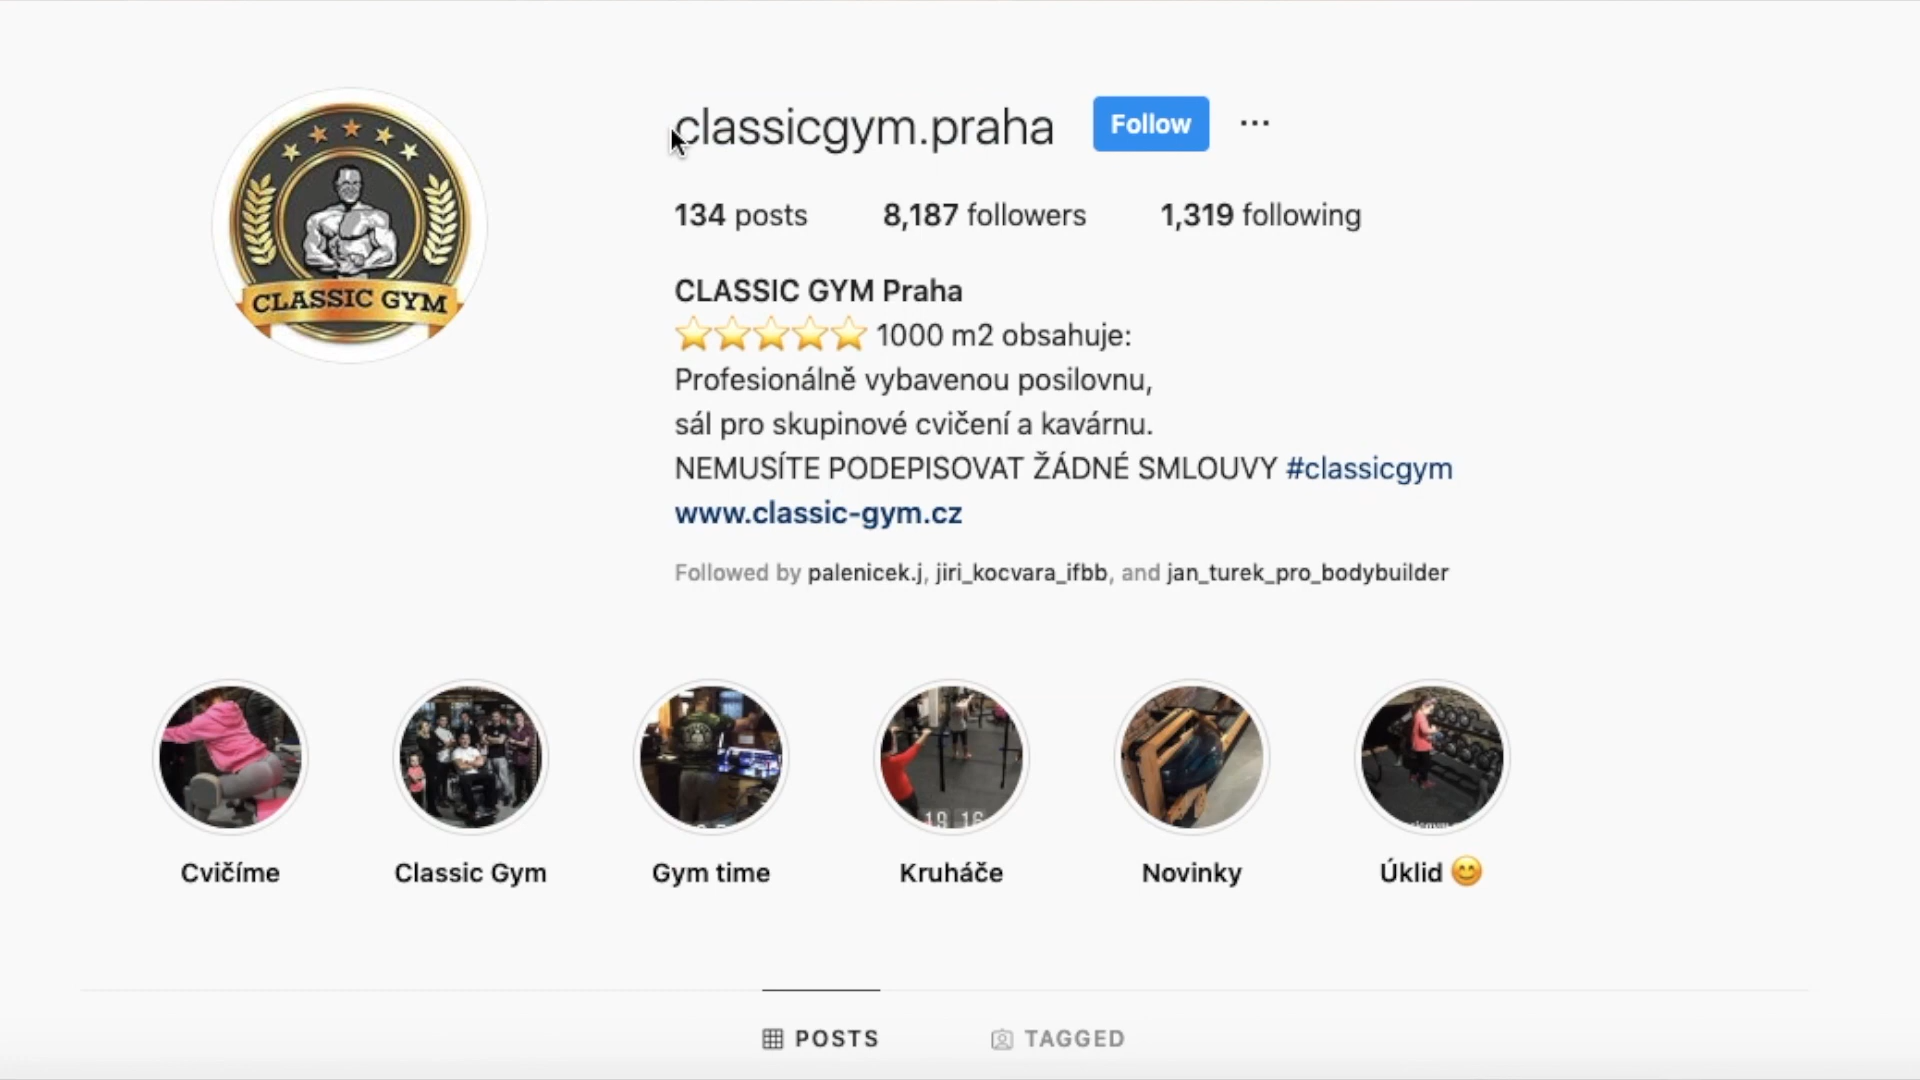 CLASSIC GYM
classicgym.praha
Follow
134 posts
8,187 followers
1,319 following
CLASSIC GYM Praha
⭐⭐⭐⭐⭐ 1000 m2 obsahuje:
Profesionálně vybavenou posilovnu,
sál pro skupinové cvičení a kavárnu.
NEMUSÍTE PODEPISOVAT ŽÁDNÉ SMLOUVY #classicgym
www.classic-gym.cz
Followed by palenicek.j, jiri_kocvara_ifbb, and jan_turek_pro_bodybuilder
19 16
Cvičíme
Classic Gym
Gym time
Kruháče
Novinky
Úklid 😊
POSTS
TAGGED